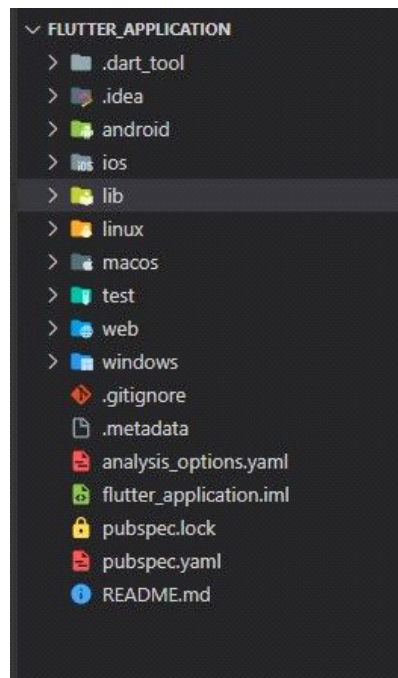 FLUTTER_APPLICATION
.dart_tool
.idea
android
iOS ios
lib
linux
macos
test
web
windows
.gitignore
.metadata
analysis_options.yaml
flutter_application.iml
pubspec.lock
pubspec.yaml
README.md